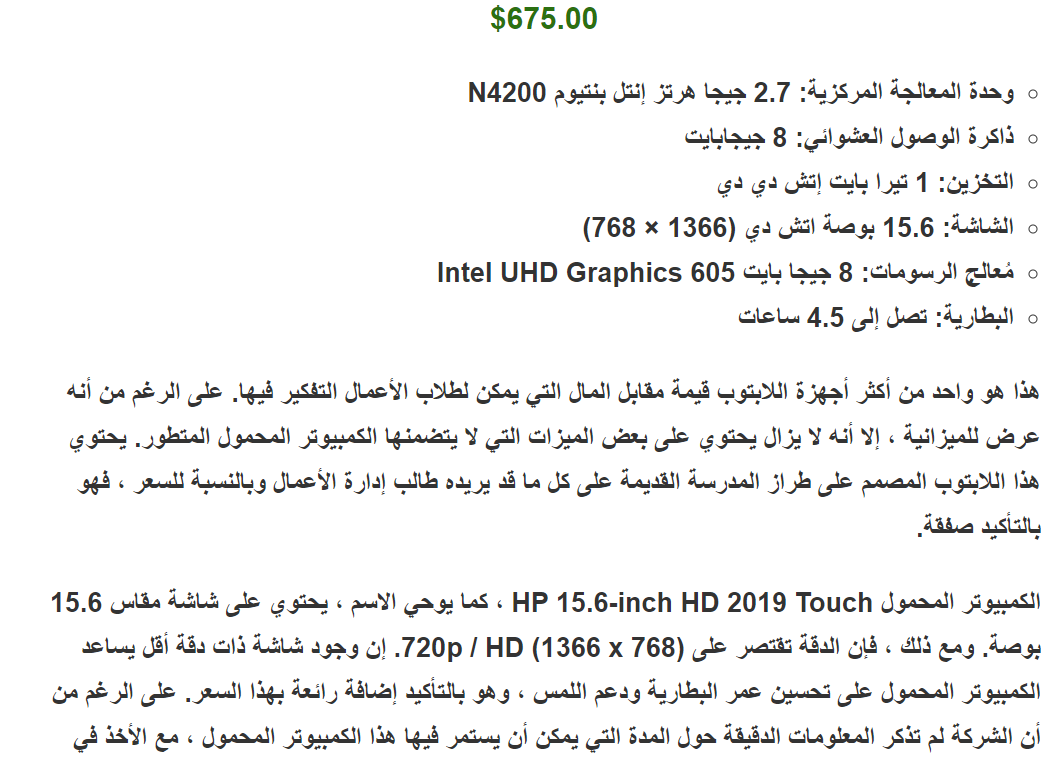 $675.00
وحدة المعالجة المركزية: 2.7 جيجا هرتز إنتل بنتيوم N4200
ذاكرة الوصول العشوائي: 8 جيجابايت
التخزين: 1 تيرا بايت إتش دي دي
الشاشة: 15.6 بوصة اتش دي (1366 × 768)
مُعالج الرسومات: 8 جيجا بايت Intel UHD Graphics 605
البطارية: تصل إلى 4.5 ساعات
هذا هو واحد من أكثر أجهزة اللابتوب قيمة مقابل المال التي يمكن لطلاب الأعمال التفكير فيها. على الرغم من أنه
عرض للميزانية ، إلا أنه لا يزال يحتوي على بعض الميزات التي لا يتضمنها الكمبيوتر المحمول المتطور. يحتوي
هذا اللابتوب المصمم على طراز المدرسة القديمة على كل ما قد يريده طالب إدارة الأعمال وبالنسبة للسعر ، فهو
بالتأكيد صفقة.
الكمبيوتر المحمول HP 15.6-inch HD 2019 Touch ، كما يوحي الاسم ، يحتوي على شاشة مقاس 15.6
بوصة. ومع ذلك ، فإن الدقة تقتصر على 720p / HD (1366 x 768). إن وجود شاشة ذات دقة أقل يساعد
الكمبيوتر المحمول على تحسين عمر البطارية ودعم اللمس ، وهو بالتأكيد إضافة رائعة بهذا السعر. على الرغم من
أن الشركة لم تذكر المعلومات الدقيقة حول المدة التي يمكن أن يستمر فيها هذا الكمبيوتر المحمول ، مع الأخذ في